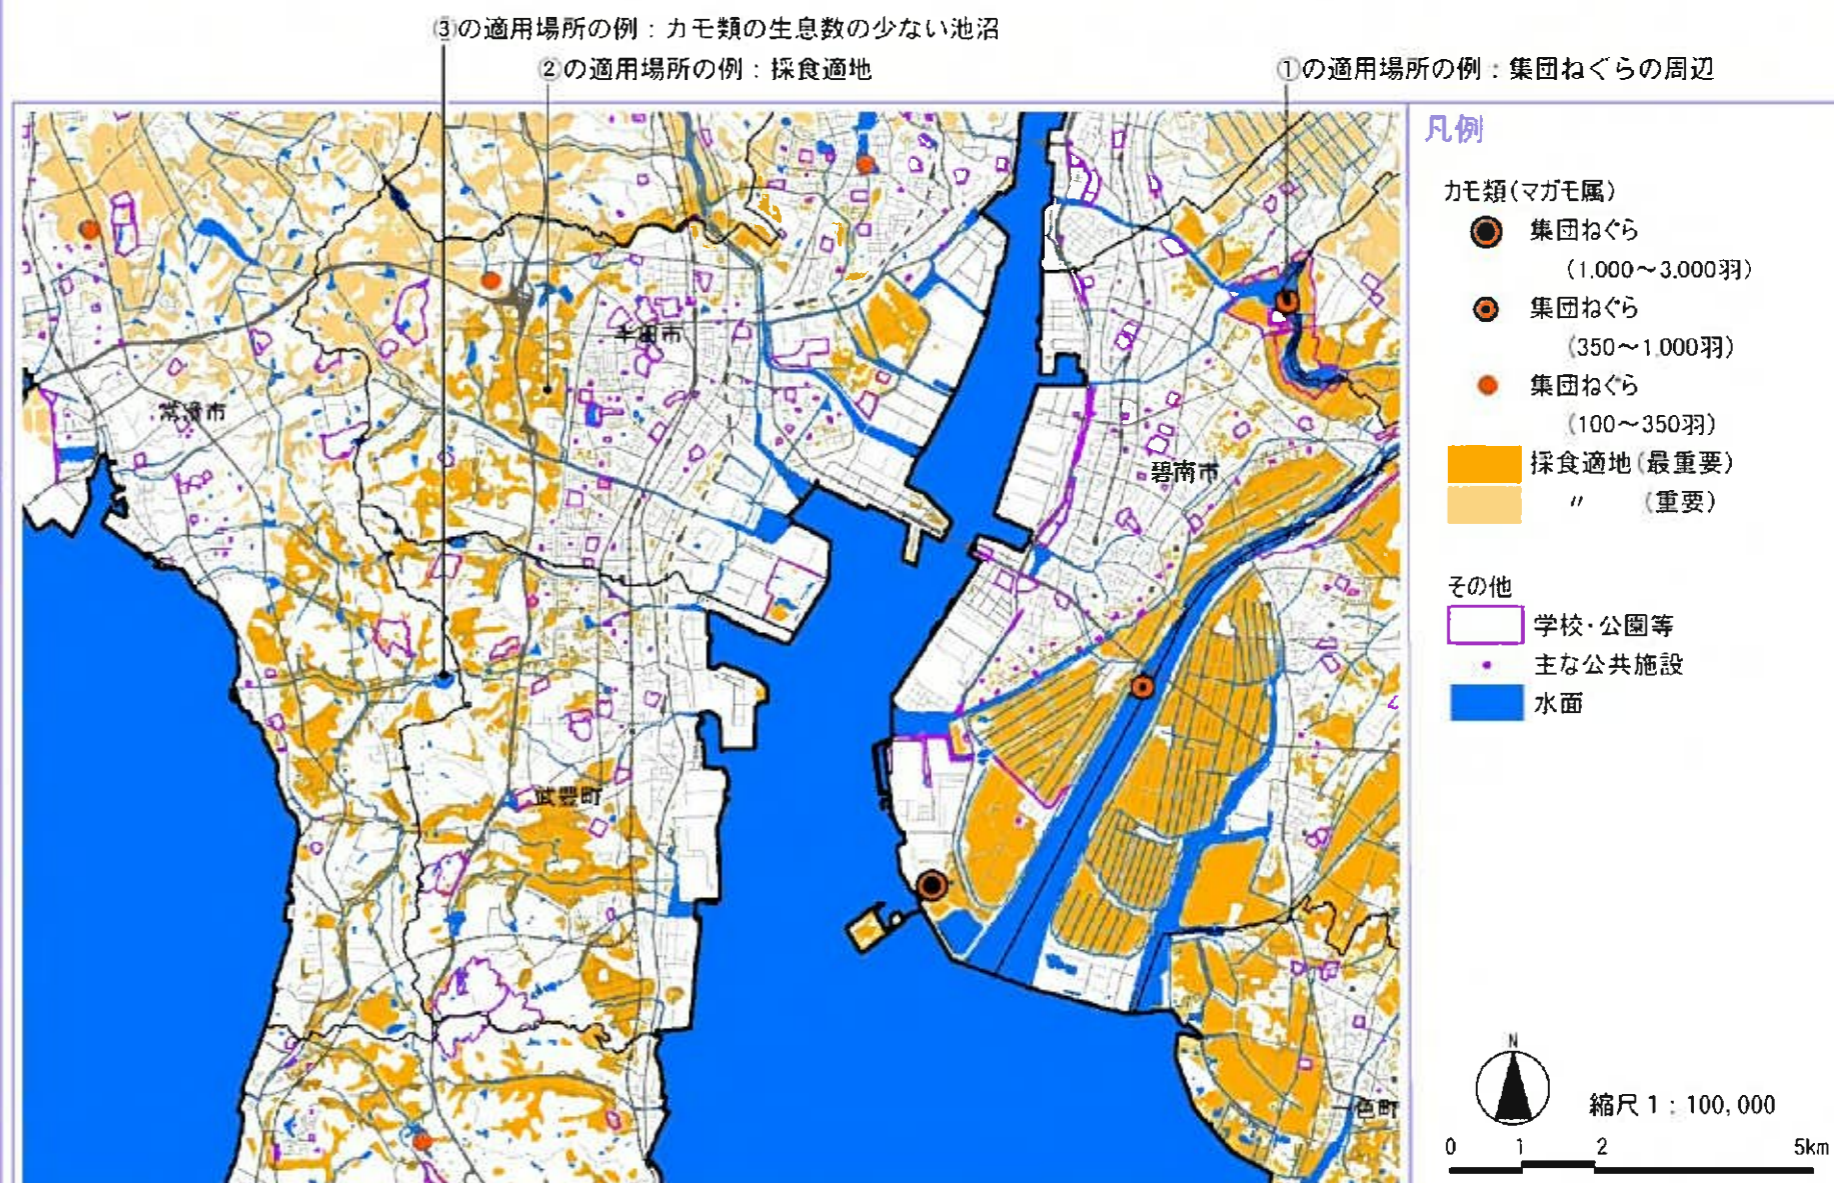 ③の適用場所の例：カモ類の生息数の少ない池沼
②の適用場所の例：採食適地
①の適用場所の例：集団ねぐらの周辺
凡例
カモ類（マガモ属）
集団ねぐら
（1,000～3,000羽）
集団ねぐら
（350～1,000羽）
集団ねぐら
（100～350羽）
採食適地（最重要）
〃　（重要）
その他
学校・公園等
主な公共施設
水面
半田市
常滑市
碧南市
武豊町
一色町
N
縮尺 1：100,000
0 1 2 5km